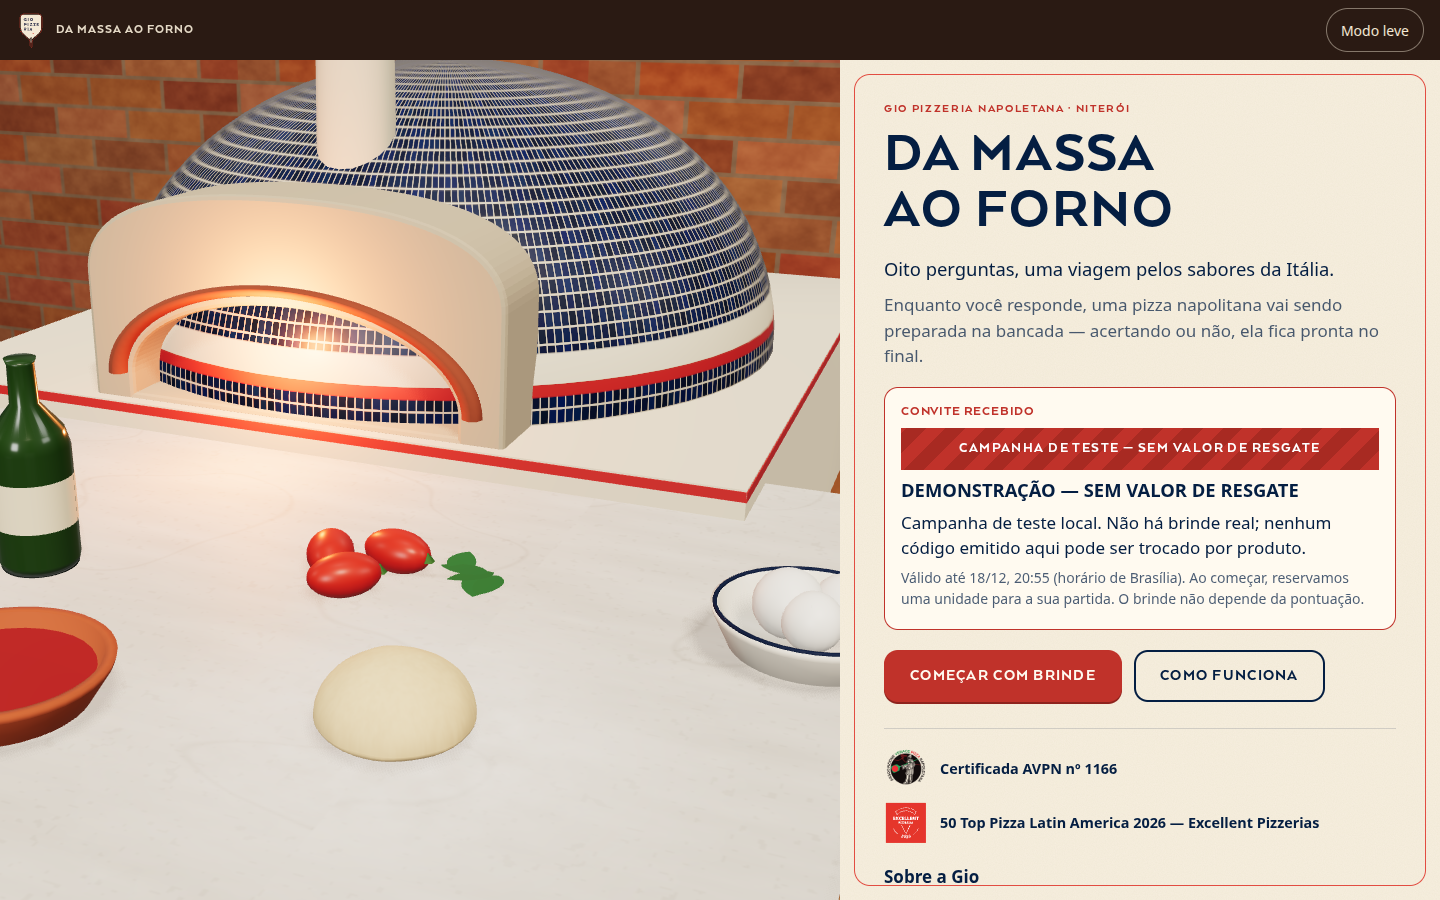 GIO
PIZZE
RIA
DA MASSA AO FORNO
Modo leve
GIO PIZZERIA NAPOLETANA · NITERÓI
DA MASSA
AO FORNO
Oito perguntas, uma viagem pelos sabores da Itália.
Enquanto você responde, uma pizza napolitana vai sendo
preparada na bancada — acertando ou não, ela fica pronta no
final.
CONVITE RECEBIDO
CAMPANHA DE TESTE — SEM VALOR DE RESGATE
DEMONSTRAÇÃO — SEM VALOR DE RESGATE
Campanha de teste local. Não há brinde real; nenhum
código emitido aqui pode ser trocado por produto.
Válido até 18/12, 20:55 (horário de Brasília). Ao começar, reservamos
uma unidade para a sua partida. O brinde não depende da pontuação.
COMEÇAR COM BRINDE
COMO FUNCIONA
Certificada AVPN nº 1166
EXCELLENT
50 Top Pizza Latin America 2026 — Excellent Pizzerias
Sobre a Gio